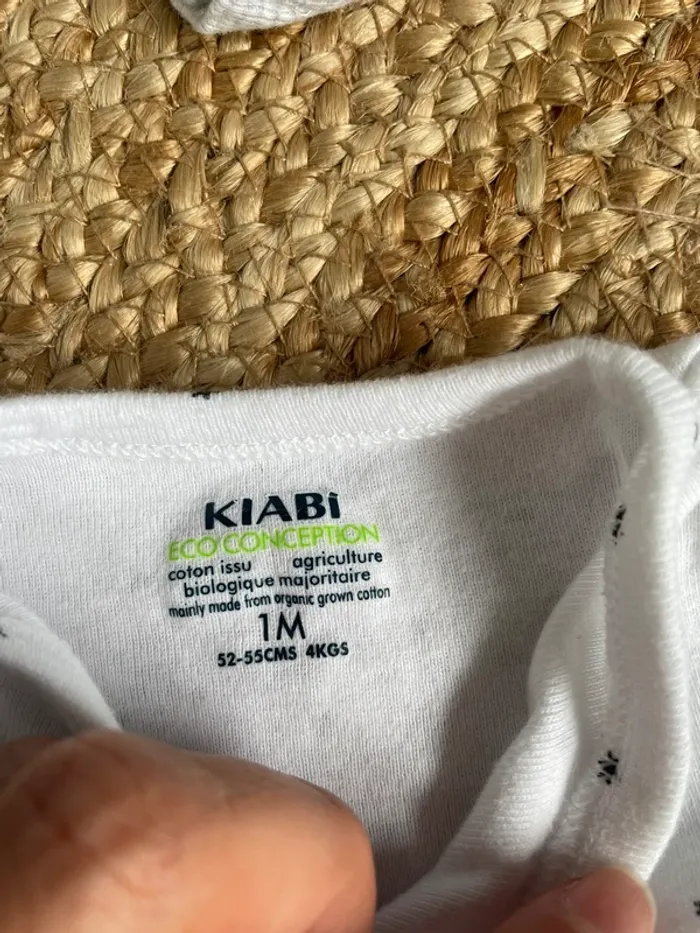 KIABI
ECO CONCEPTION
coton issu agriculture
biologique majoritaire
mainly made from organic grown cotton
1M
52-55CMS 4KGS